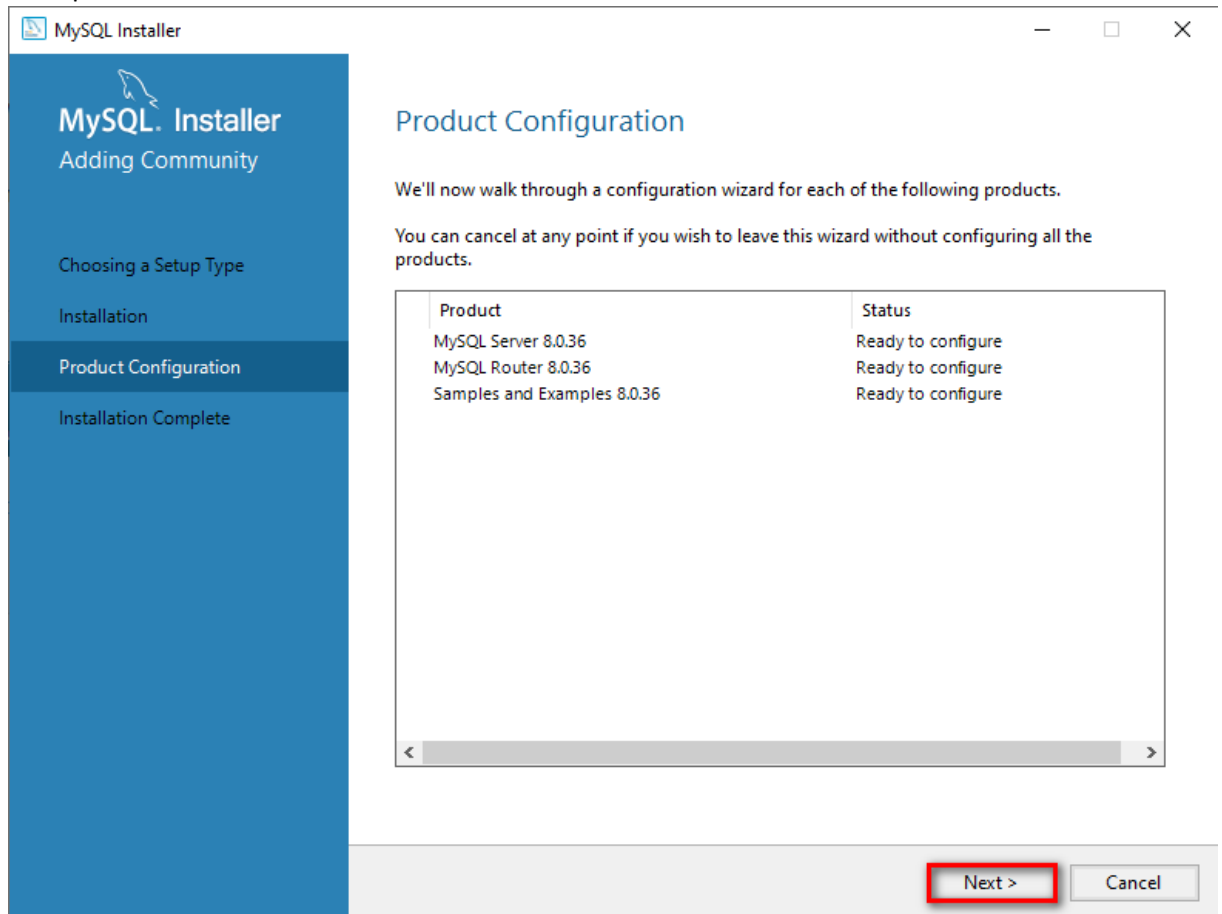 MySQL Installer
MySQL. Installer
Adding Community
Choosing a Setup Type
Installation
Product Configuration
Installation Complete
Product Configuration
We'll now walk through a configuration wizard for each of the following products.
You can cancel at any point if you wish to leave this wizard without configuring all the
products.
Product Status
MySQL Server 8.0.36 Ready to configure
MySQL Router 8.0.36 Ready to configure
Samples and Examples 8.0.36 Ready to configure
Next > Cancel